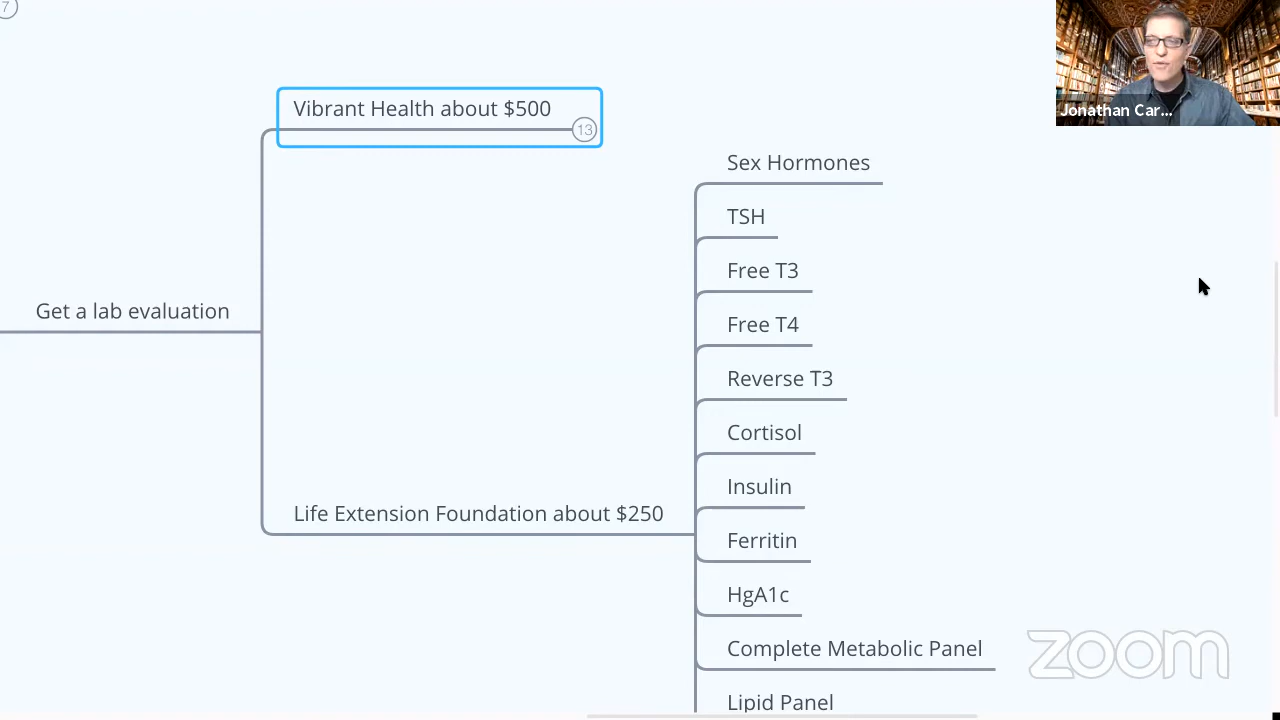 7
Jonathan Car...
Vibrant Health about $500
13
Sex Hormones
TSH
Free T3
Free T4
Get a lab evaluation
Reverse T3
Cortisol
Insulin
Life Extension Foundation about $250
Ferritin
HgA1c
Complete Metabolic Panel
zoom
Lipid Panel